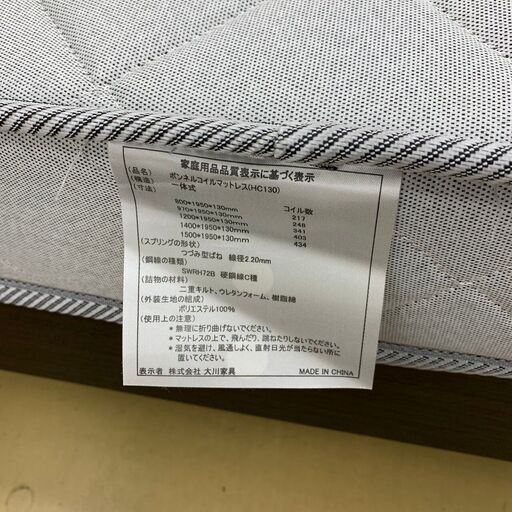 家庭用品品質表示に基づく表示
(品名) ボンネルコイルマットレス(HC130)
(構造) 一体式
(寸法) コイル数
800*1950*130mm 217
970*1950*130mm 248
1200*1950*130mm 341
1400*1950*130mm 403
1500*1950*130mm 434
(スプリングの形状)
つづみ型ばね 線径2.20mm
(鋼線の種類)
SWRH72B 硬鋼線C種
(詰物の材料)
二重キルト、ウレタンフォーム、樹脂綿
(外装生地の組成)
ポリエステル100%
(使用上の注意)
*無理に折り曲げないでください。
*マットレスの上で、飛んだり、跳ねたりしないでください。
*湿気を避け、風通しよく、直射日光が当たらない所に
置いてください。
表示者 株式会社 大川家具 MADE IN CHINA